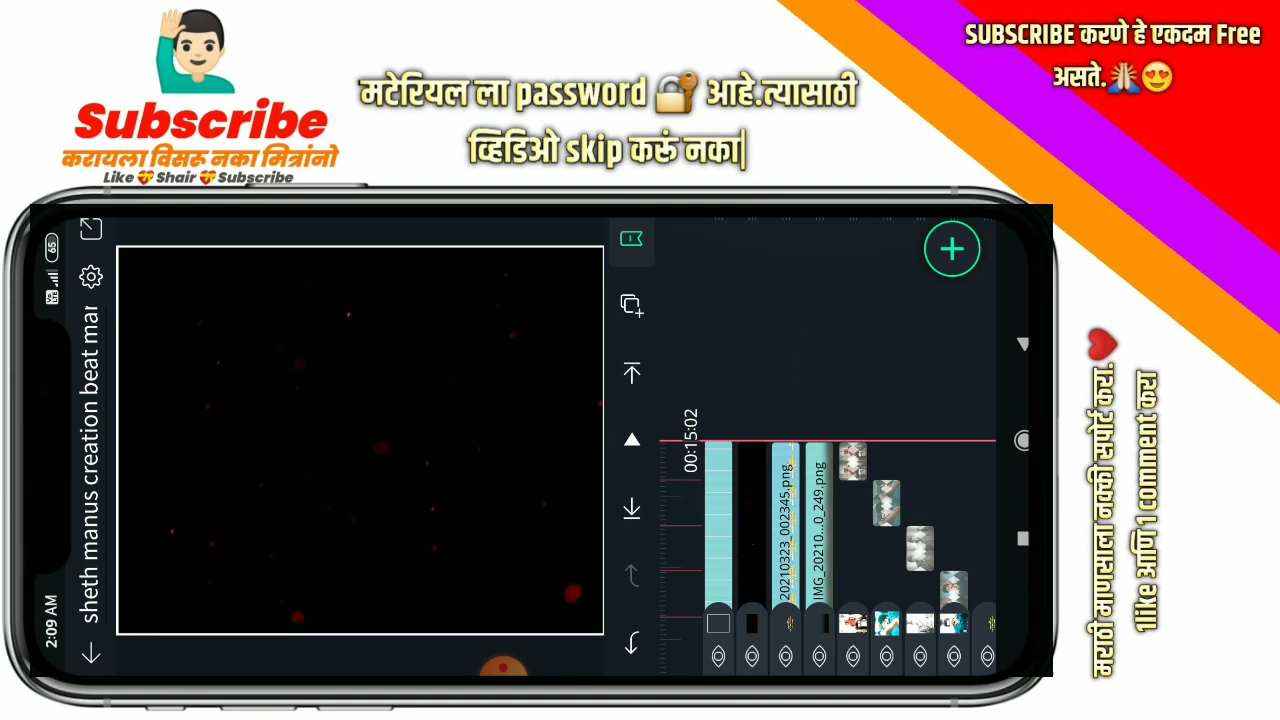 Subscribe
करायला विसरू नका मित्रांनो
Like 💝 Shair 💝 Subscribe
मटेरियल ला password 🔐 आहे.त्यासाठी
व्हिडिओ skip करूं नका|
SUBSCRIBE करणे हे एकदम Free
असते.🙏😍
2:09 AM
65
sheth manus creation beat mar
00:15:02
20210323_002345.png
IMG_20210...0_249.png
मराठी माणसाला नक्की सपोर्ट करा.❤
1like आणि 1 comment करा